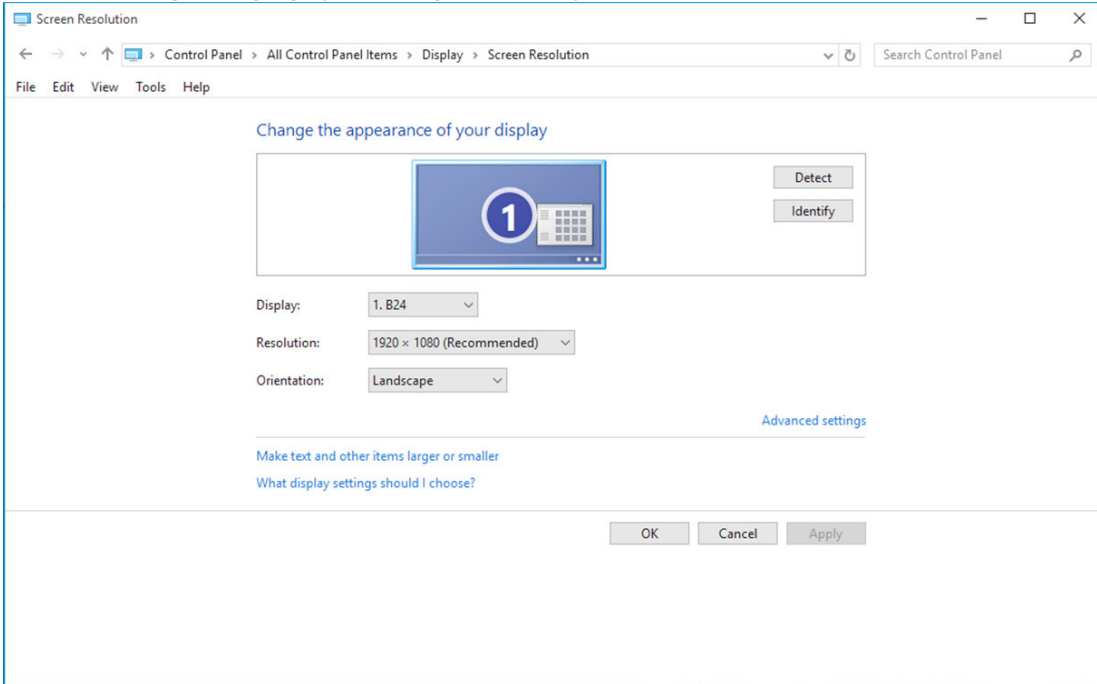 Screen Resolution
Control Panel > All Control Panel Items > Display > Screen Resolution
Search Control Panel
File Edit View Tools Help
Change the appearance of your display
1
Detect
Identify
Display: 1. B24
Resolution: 1920 × 1080 (Recommended)
Orientation: Landscape
Advanced settings
Make text and other items larger or smaller
What display settings should I choose?
OK Cancel Apply